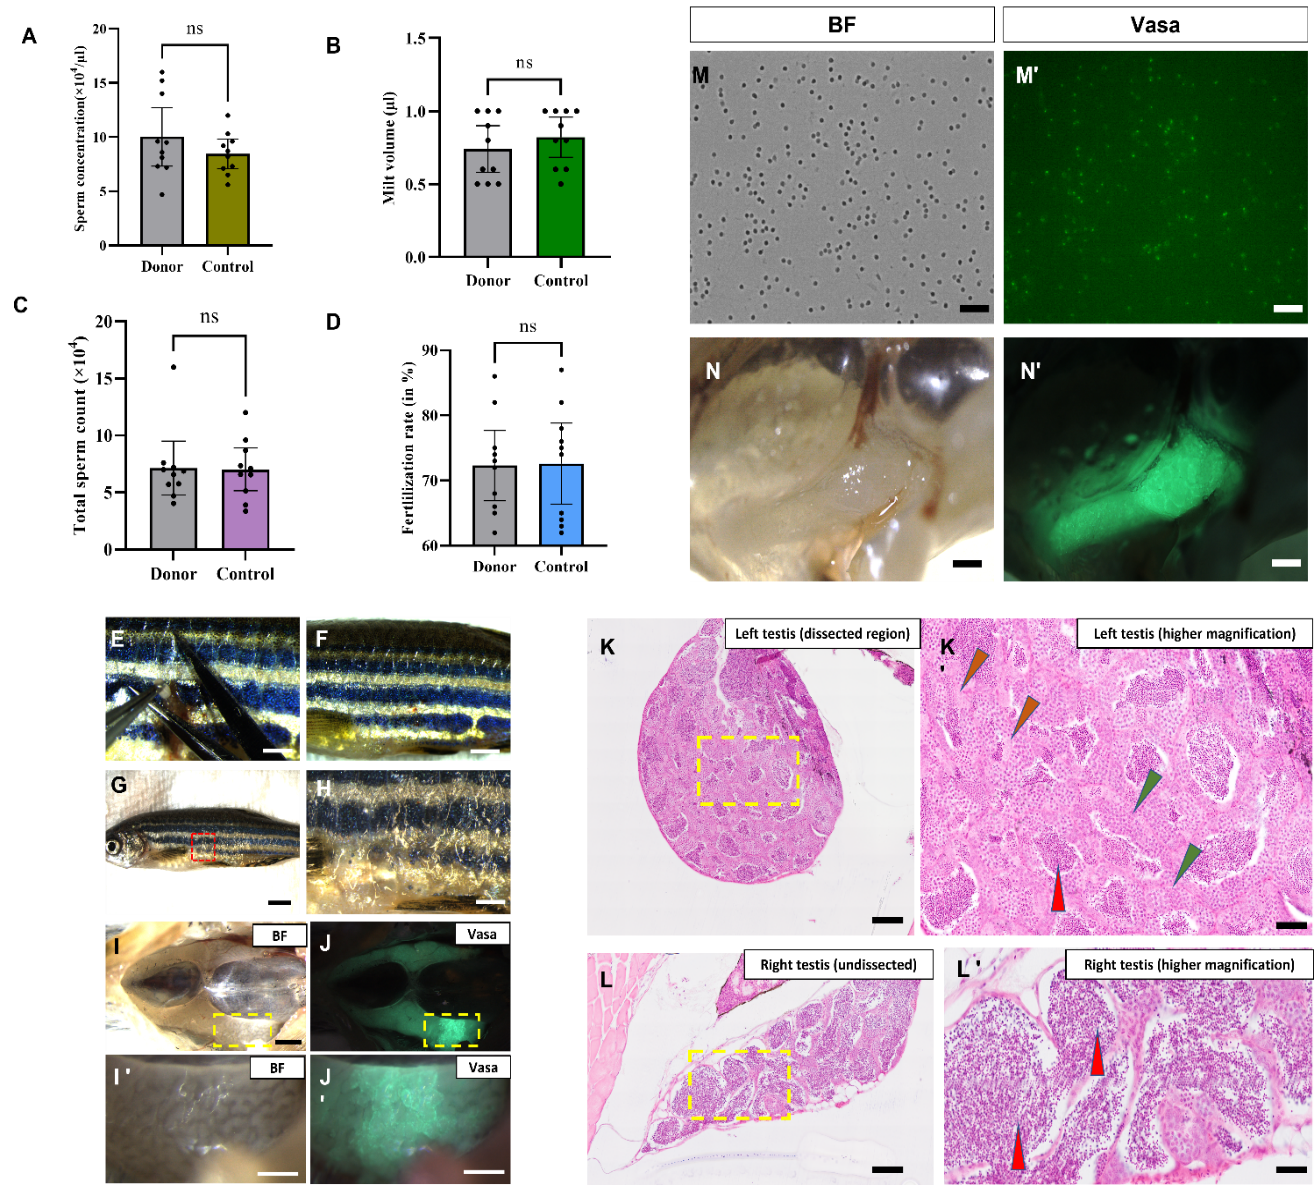 A
Sperm concentration(×10⁴/µl)
20
15
10
5
0
ns
Donor
Control
B
Milt volume (µl)
1.5
1.0
0.5
0.0
ns
Donor
Control
C
Total sperm count (×10⁴)
20
15
10
5
0
ns
Donor
Control
D
Fertilization rate (in %)
90
80
70
60
ns
Donor
Control
BF
Vasa
M
M'
N
N'
E
F
G
H
I
BF
J
Vasa
I'
BF
J
'
Vasa
K
Left testis (dissected region)
K
'
Left testis (higher magnification)
L
Right testis (undissected)
L'
Right testis (higher magnification)